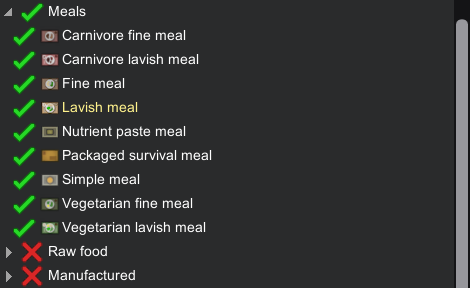 Meals
Carnivore fine meal
Carnivore lavish meal
Fine meal
Lavish meal
Nutrient paste meal
Packaged survival meal
Simple meal
Vegetarian fine meal
Vegetarian lavish meal
Raw food
Manufactured